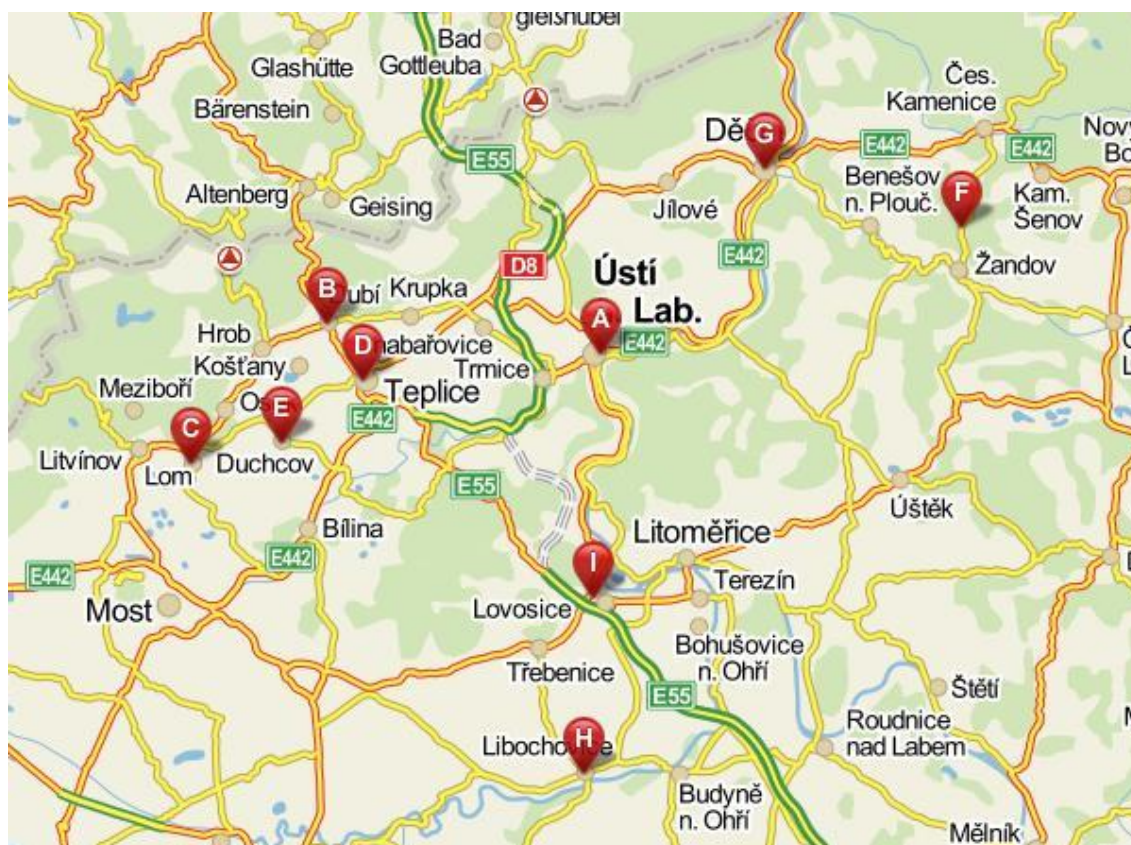 gleisnubel
Bad
Gottleuba
Glashütte
Bärenstein
Čes.
Kamenice
G
E442
E442
E55
Altenberg
Geising
Jílové
Benešov
n. Plouč.
F
Kam.
Šenov
E442
D8
Ústí
Lab.
Žandov
B
Krupka
A
E442
Hrob
D
Košťany
Trmice
Meziboří
Teplice
E
C
E442
Litvínov
Lom
Duchcov
E55
Úštěk
Bílina
Litoměřice
E442
E442
I
Most
Lovosice
Terezín
Bohušovice
n. Ohří
Třebenice
E55
Štětí
H
Libochovice
Roudnice
nad Labem
Budyně
n. Ohří
Mělník